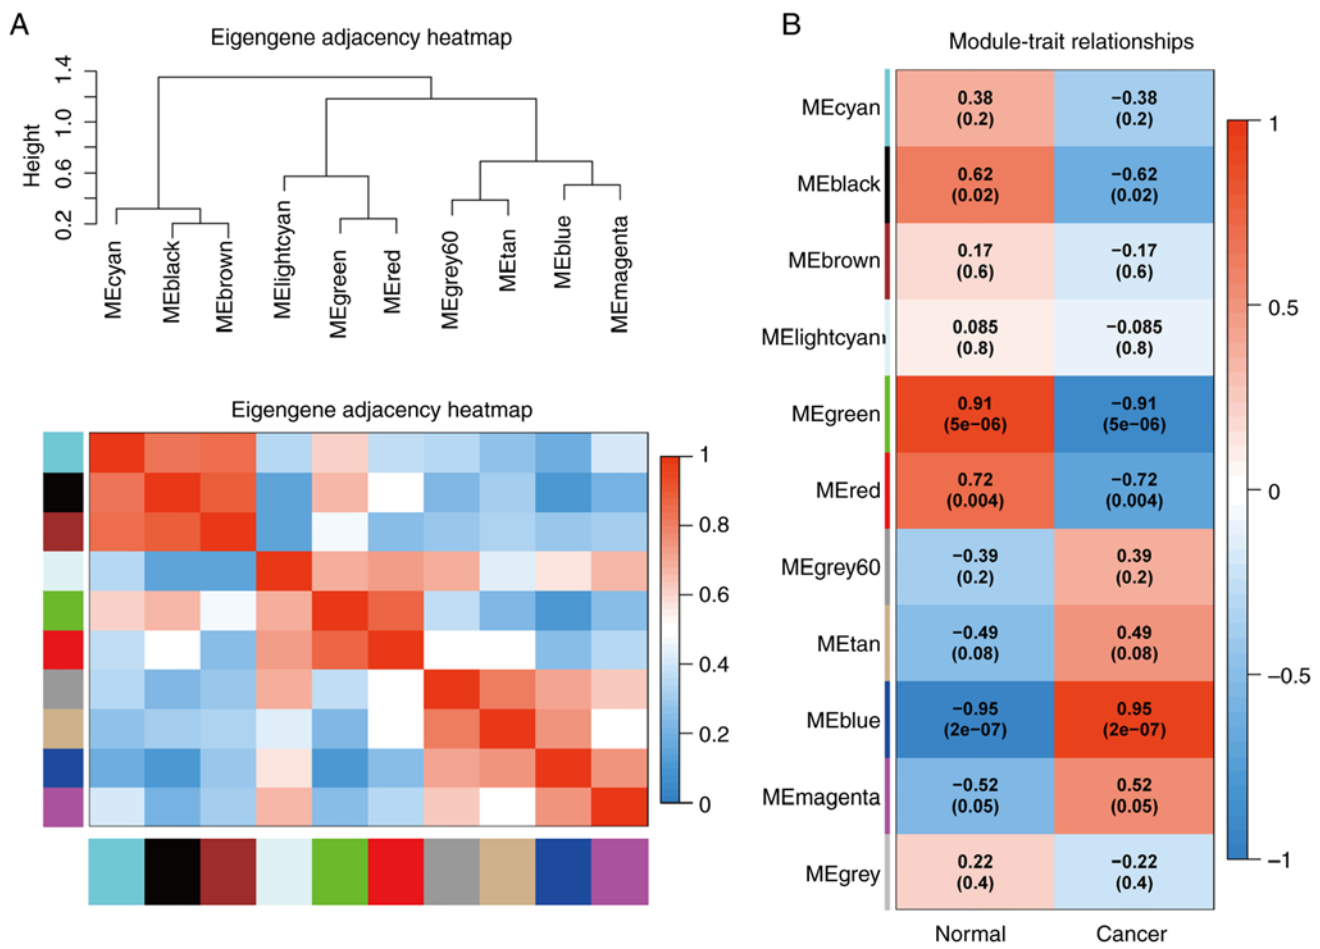 A
Eigengene adjacency heatmap
Height
1.4
1.0
0.6
0.2
MEcyan
MEblack
MEbrown
MElightcyan
MEgreen
MEred
MEgrey60
MEtan
MEblue
MEmagenta
Eigengene adjacency heatmap
1
0.8
0.6
0.4
0.2
0
B
Module-trait relationships
MEcyan
0.38
(0.2)
−0.38
(0.2)
MEblack
0.62
(0.02)
−0.62
(0.02)
MEbrown
0.17
(0.6)
−0.17
(0.6)
MElightcyan
0.085
(0.8)
−0.085
(0.8)
MEgreen
0.91
(5e−06)
−0.91
(5e−06)
MEred
0.72
(0.004)
−0.72
(0.004)
MEgrey60
−0.39
(0.2)
0.39
(0.2)
MEtan
−0.49
(0.08)
0.49
(0.08)
MEblue
−0.95
(2e−07)
0.95
(2e−07)
MEmagenta
−0.52
(0.05)
0.52
(0.05)
MEgrey
0.22
(0.4)
−0.22
(0.4)
Normal
Cancer
1
0.5
0
−0.5
−1